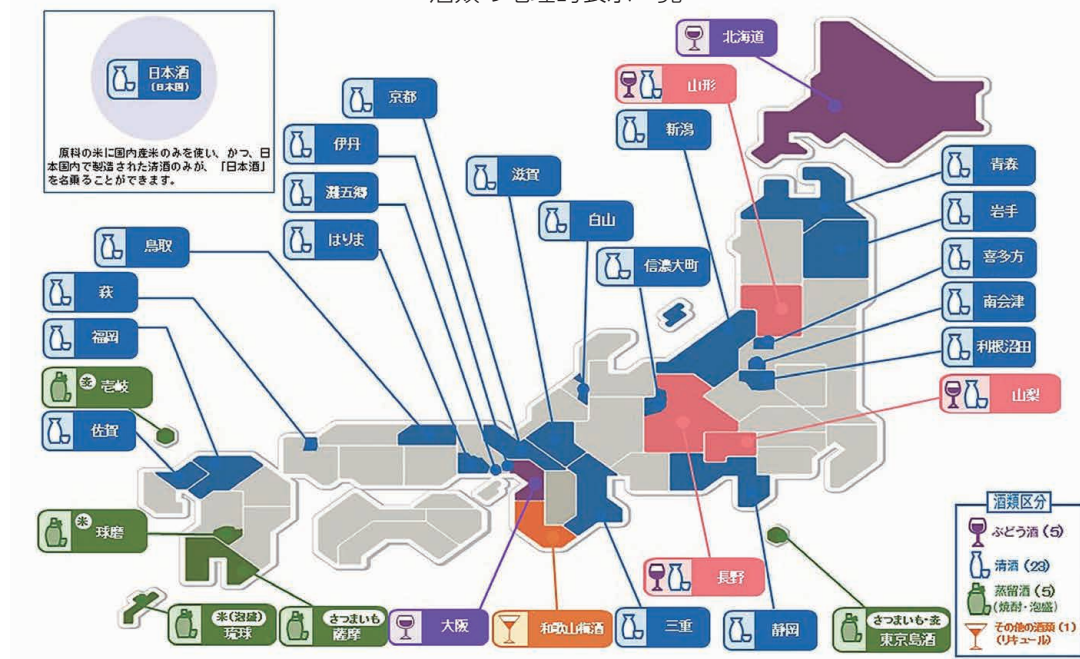 日本酒
(日本国)
原料の米に国内産米のみを使い、かつ、日
本国内で製造された清酒のみが、「日本酒」
を名乗ることができます。
北海道
京都
山形
新潟
伊丹
滋賀
青森
灘五郷
白山
岩手
はりま
鳥取
信濃大町
喜多方
萩
南会津
福岡
利根沼田
麦
壱岐
山梨
佐賀
米
球磨
長野
米(泡盛)
琉球
さつまいも
薩摩
大阪
和歌山梅酒
三重
静岡
さつまいも・麦
東京島酒
酒類区分
ぶどう酒 (5)
清酒 (23)
蒸留酒 (5)
(焼酎・泡盛)
その他の酒類 (1)
(リキュール)